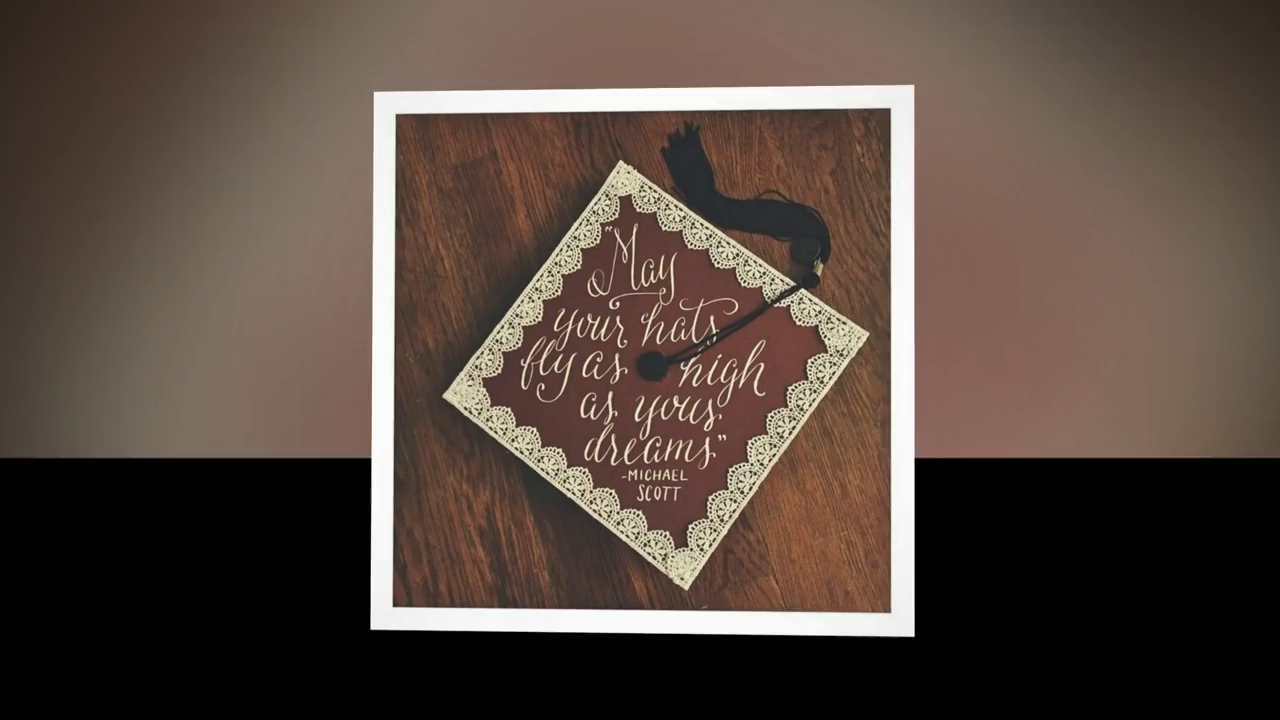 "May
your hats
fly as high
as your
dreams"
-MICHAEL
SCOTT